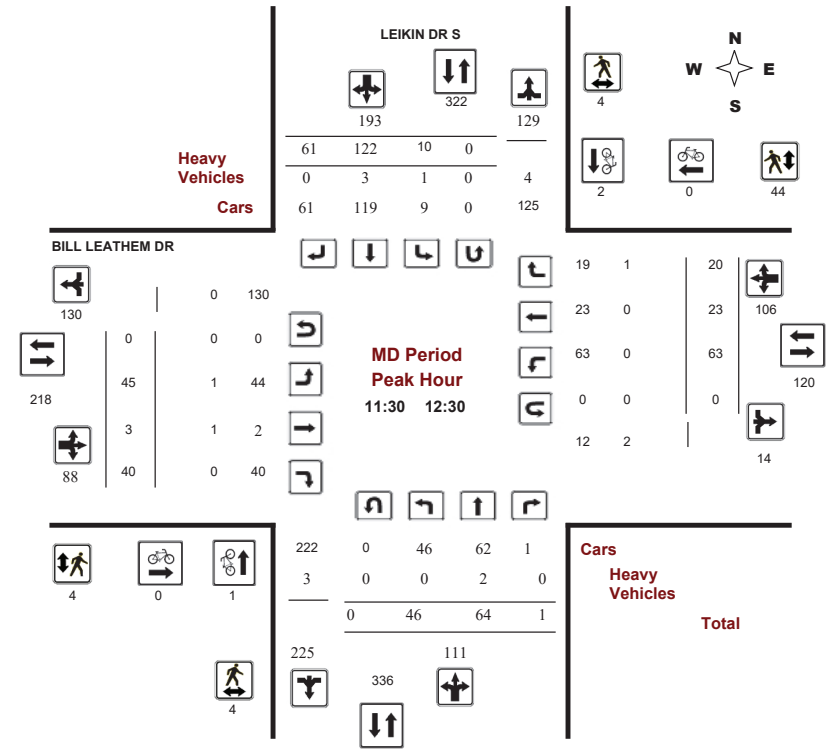 LEIKIN DR S
N
W E
S
322
4
193 129
61 122 10 0
Heavy
Vehicles 0 3 1 0 4
Cars 61 119 9 0 125
2 0 44
BILL LEATHEM DR
130 0 130
0 0 0
45 1 44
218
3 1 2
88 40 0 40
MD Period
Peak Hour
11:30 12:30
19 1 20
23 0 23 106
63 0 63
120
0 0 0
12 2 14
222 0 46 62 1 Cars
3 0 0 2 0 Heavy
Vehicles
0 46 64 1 Total
4 0 1
225 111
336
4